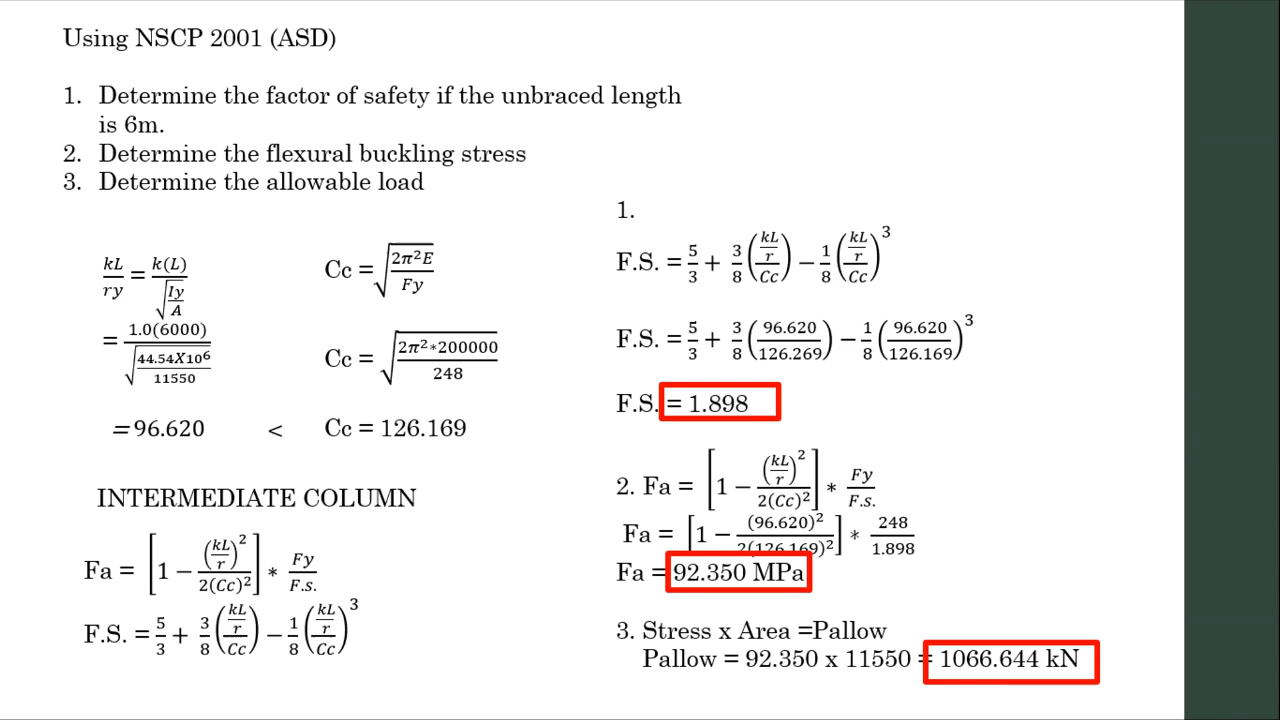 Using NSCP 2001 (ASD)
1. Determine the factor of safety if the unbraced length
is 6m.
2. Determine the flexural buckling stress
3. Determine the allowable load
kL/ry = k(L)/√(Iy/A)
= 1.0(6000)/√(44.54X10⁶/11550)
= 96.620 < Cc = 126.169
Cc = √(2π²E/Fy)
Cc = √(2π²*200000/248)
INTERMEDIATE COLUMN
Fa = [1 − (kL/r)²/2(Cc)²] * Fy/F.s.
F.S. = 5/3 + 3/8 ((kL/r)/Cc) − 1/8 ((kL/r)/Cc)³
1.
F.S. = 5/3 + 3/8 ((kL/r)/Cc) − 1/8 ((kL/r)/Cc)³
F.S. = 5/3 + 3/8 (96.620/126.269) − 1/8 (96.620/126.169)³
F.S. = 1.898
2. Fa = [1 − (kL/r)²/2(Cc)²] * Fy/F.s.
Fa = [1 − (96.620)²/2(126.169)²] * 248/1.898
Fa = 92.350 MPa
3. Stress x Area =Pallow
Pallow = 92.350 x 11550 = 1066.644 kN